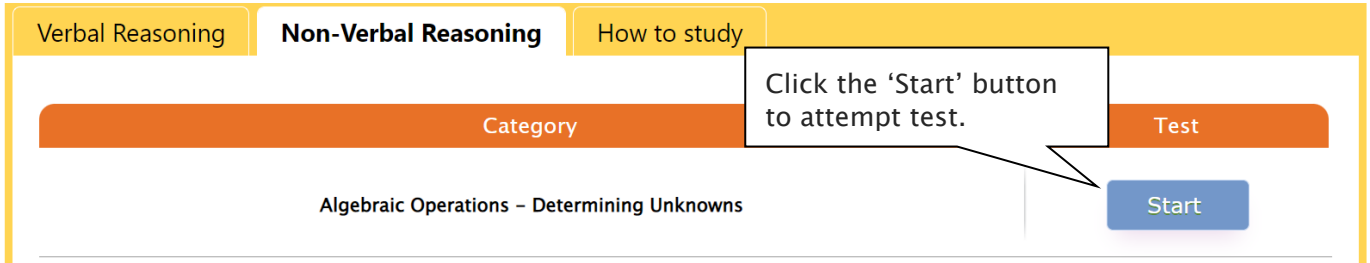 Verbal Reasoning
Non-Verbal Reasoning
How to study
Click the ‘Start’ button
to attempt test.
Category
Test
Algebraic Operations – Determining Unknowns
Start